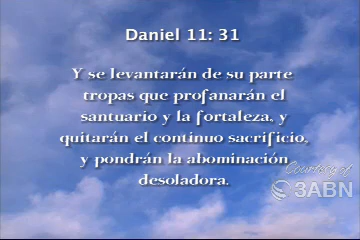 Daniel 11: 31
Y se levantarán de su parte
tropas que profanarán el
santuario y la fortaleza, y
quitarán el continuo sacrificio,
y pondrán la abominación
desoladora.
Courtesy of
3ABN